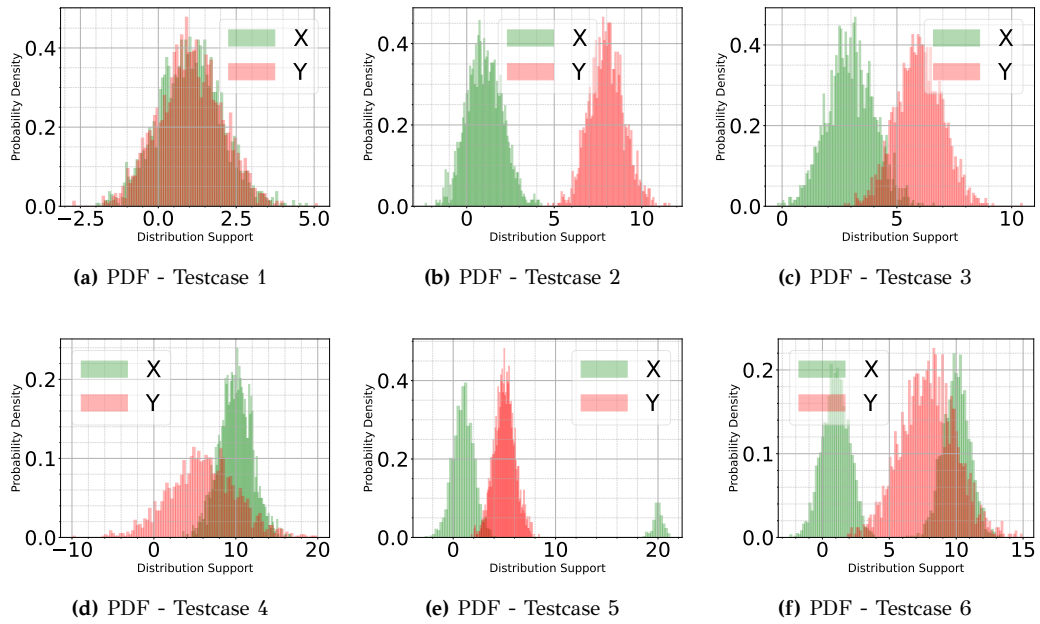 X
Y
Probability Density
0.4
0.2
0.0
−2.5
0.0
2.5
5.0
Distribution Support
(a) PDF - Testcase 1
X
Y
Probability Density
0.4
0.2
0.0
0
5
10
Distribution Support
(b) PDF - Testcase 2
X
Y
Probability Density
0.4
0.2
0.0
0
5
10
Distribution Support
(c) PDF - Testcase 3
X
Y
Probability Density
0.2
0.1
0.0
−10
0
10
20
Distribution Support
(d) PDF - Testcase 4
X
Y
Probability Density
0.4
0.2
0.0
0
10
20
Distribution Support
(e) PDF - Testcase 5
X
Y
Probability Density
0.2
0.1
0.0
0
5
10
15
Distribution Support
(f) PDF - Testcase 6